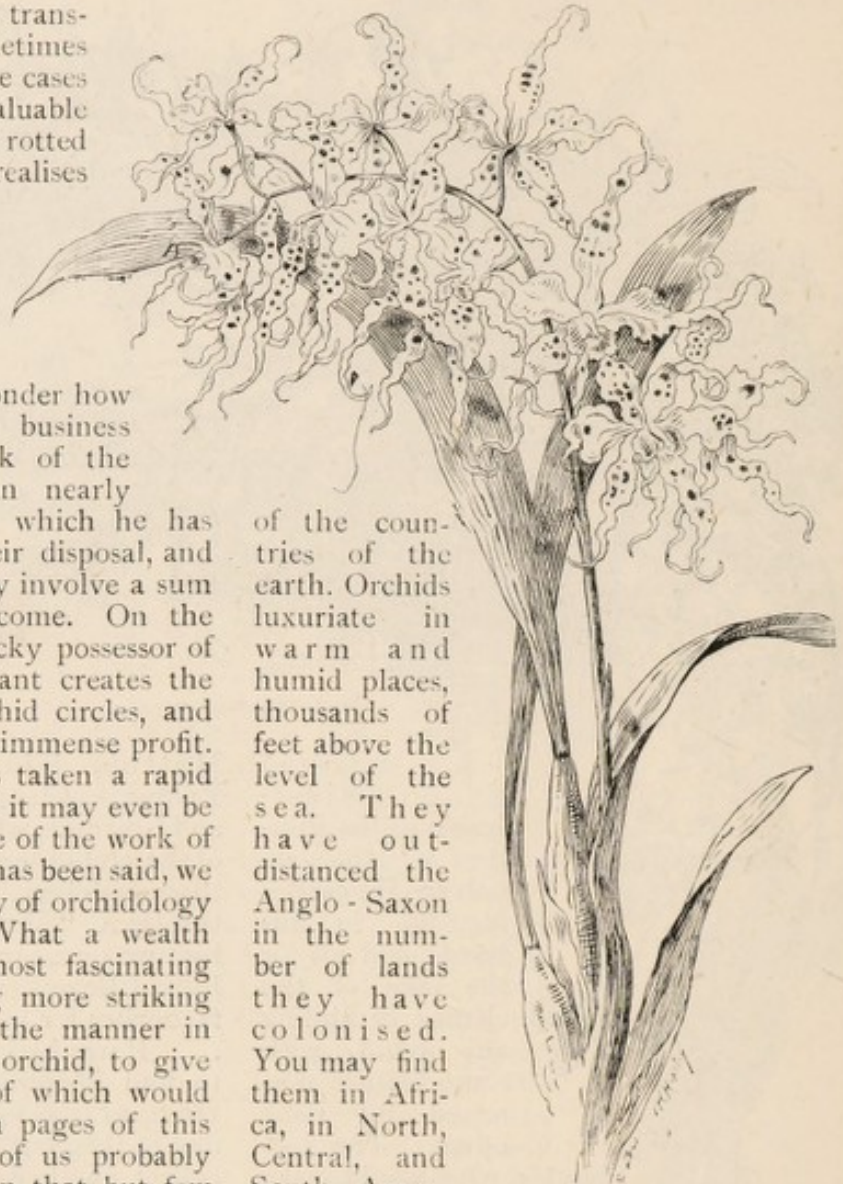 trans-
etimes
e cases
aluable
rotted
realises
onder how
business
k of the
n nearly
which he has
eir disposal, and
y involve a sum
come. On the
cky possessor of
ant creates the
hid circles, and
immense profit.
taken a rapid
it may even be
e of the work of
has been said, we
y of orchidology
What a wealth
most fascinating
g more striking
the manner in
orchid, to give
of which would
n pages of this
of us probably
of the coun-
tries of the
earth. Orchids
luxuriate in
warm and
humid places,
thousands of
feet above the
level of the
sea. They
have out-
distanced the
Anglo-Saxon
in the num-
ber of lands
they have
colonised.
You may find
them in Afri-
ca, in North,
Central, and